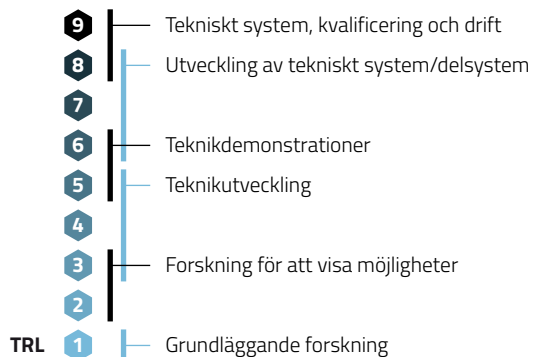 9 Tekniskt system, kvalificering och drift
8 Utveckling av tekniskt system/delsystem
7
6 Teknikdemonstrationer
5 Teknikutveckling
4
3 Forskning för att visa möjligheter
2
TRL 1 Grundläggande forskning